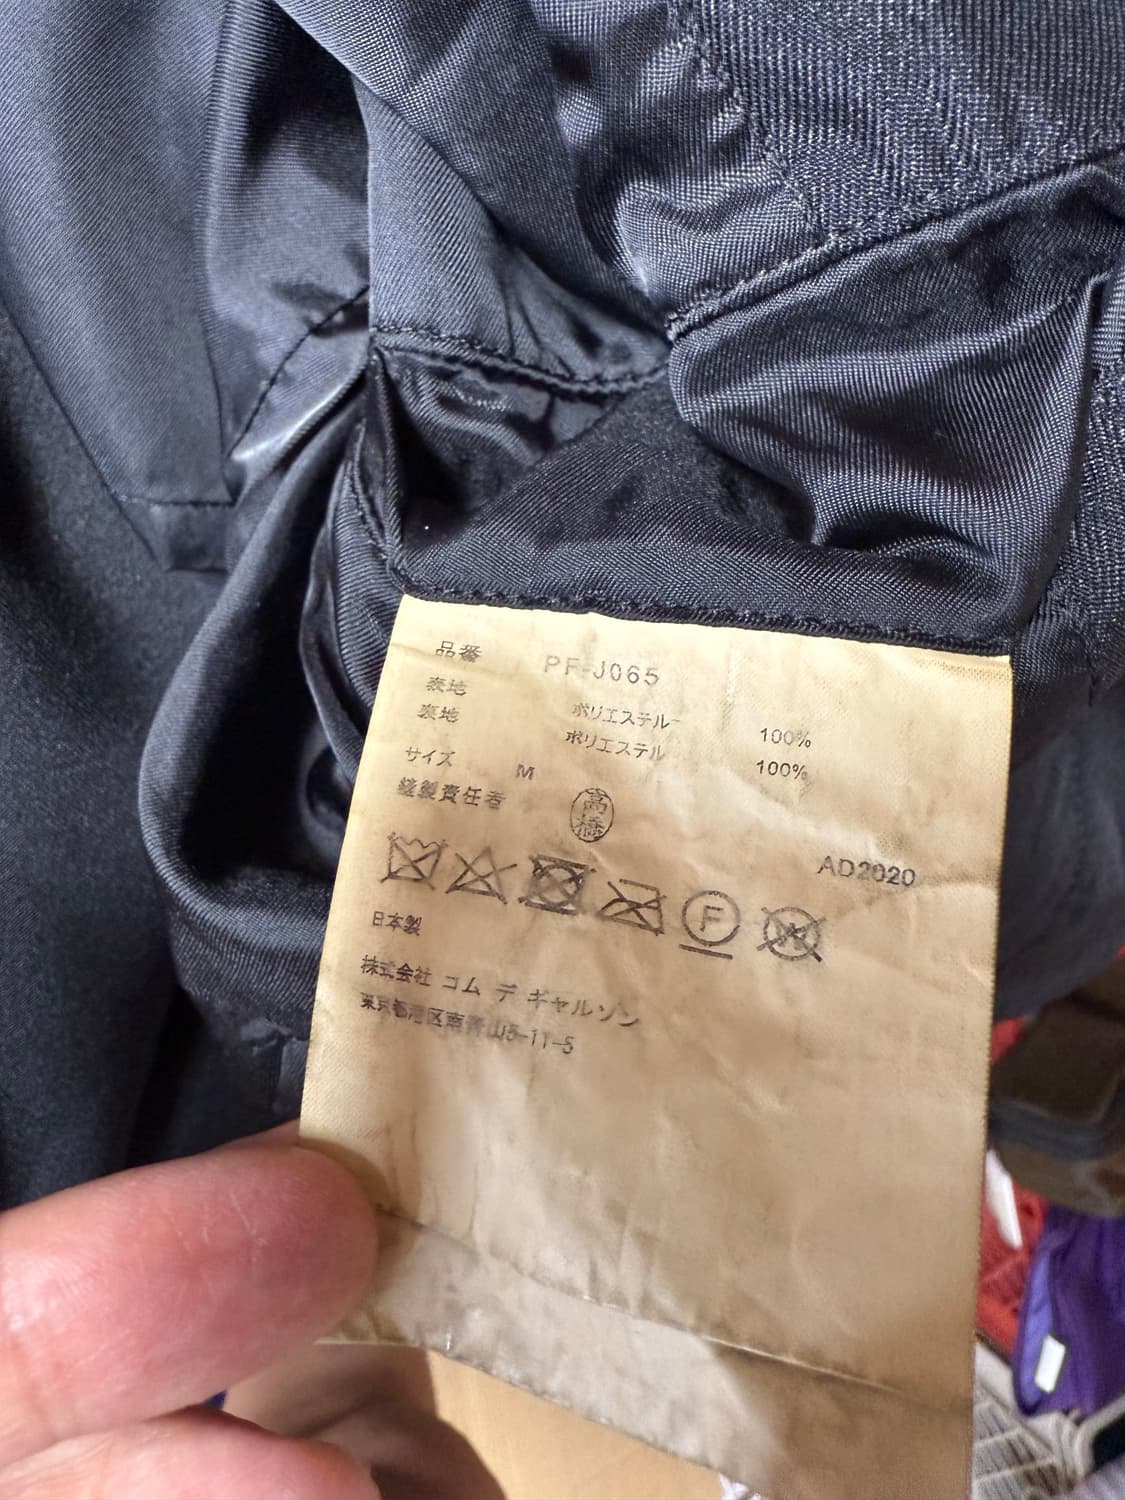 品番 PF-J065
表地 ポリエステル 100%
裏地 ポリエステル 100%
サイズ M
縫製責任者 高橋
AD2020
F
W
日本製
株式会社 コム デ ギャルソン
東京都港区南青山5-11-5